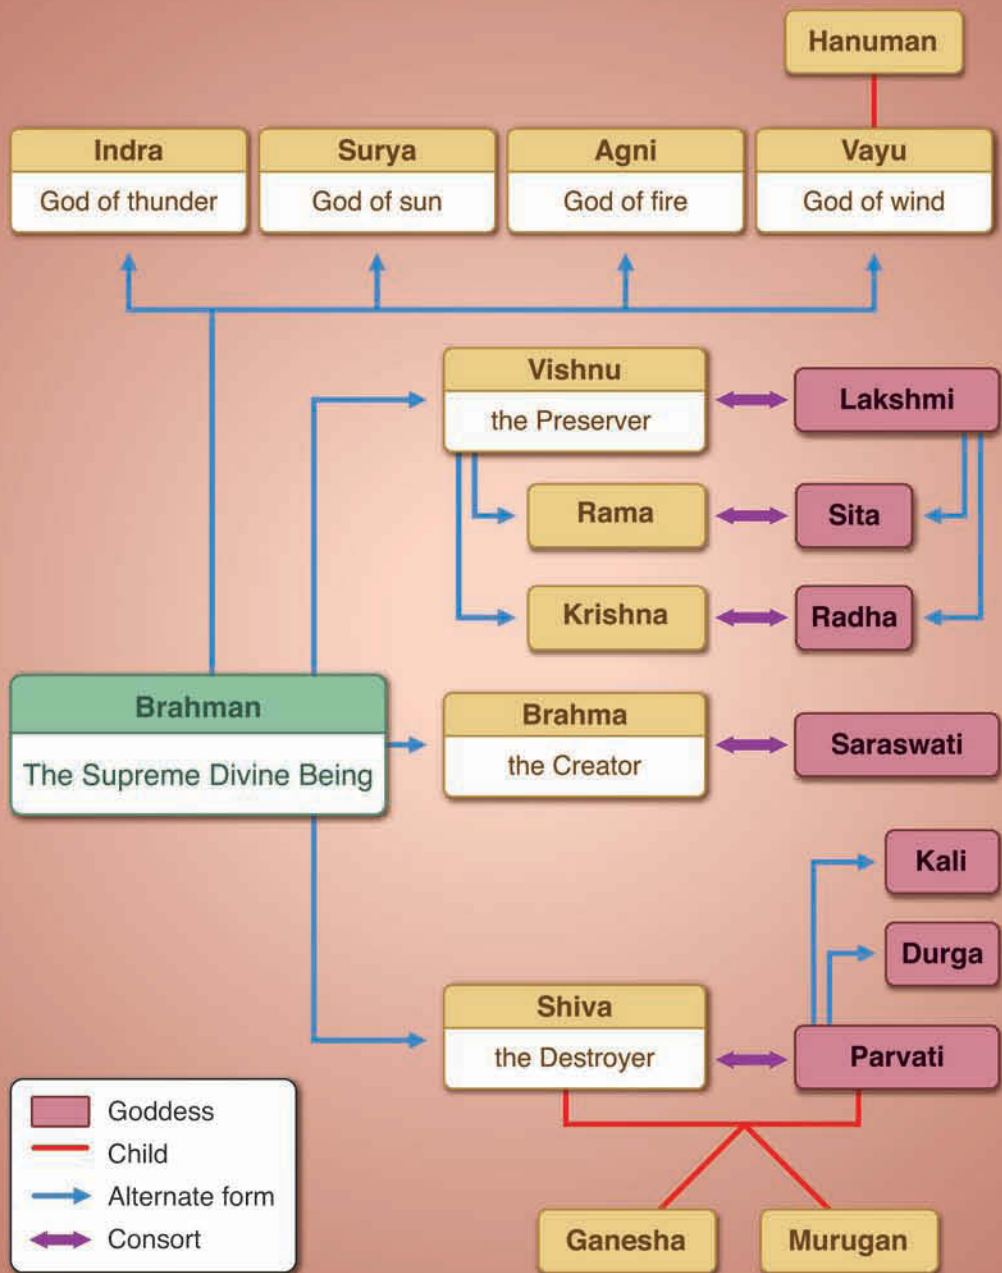 Hanuman
Indra
God of thunder
Surya
God of sun
Agni
God of fire
Vayu
God of wind
Vishnu
the Preserver
Lakshmi
Rama
Sita
Krishna
Radha
Brahman
The Supreme Divine Being
Brahma
the Creator
Saraswati
Kali
Durga
Shiva
the Destroyer
Parvati
Goddess
Child
Alternate form
Consort
Ganesha
Murugan